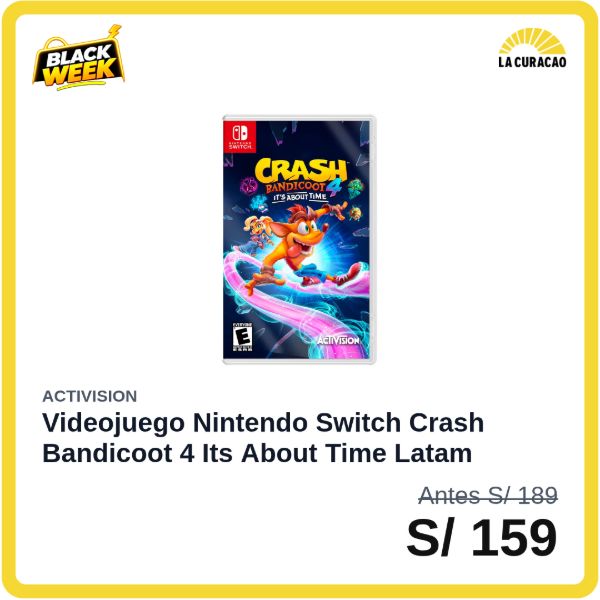 BLACK
WEEK
LA CURACAO
NINTENDO
SWITCH
CRASH
BANDICOOT 4
IT'S ABOUT TIME
EVERYONE
E
ACTIVISION
ACTIVISION
Videojuego Nintendo Switch Crash
Bandicoot 4 Its About Time Latam
Antes S/ 189
S/ 159